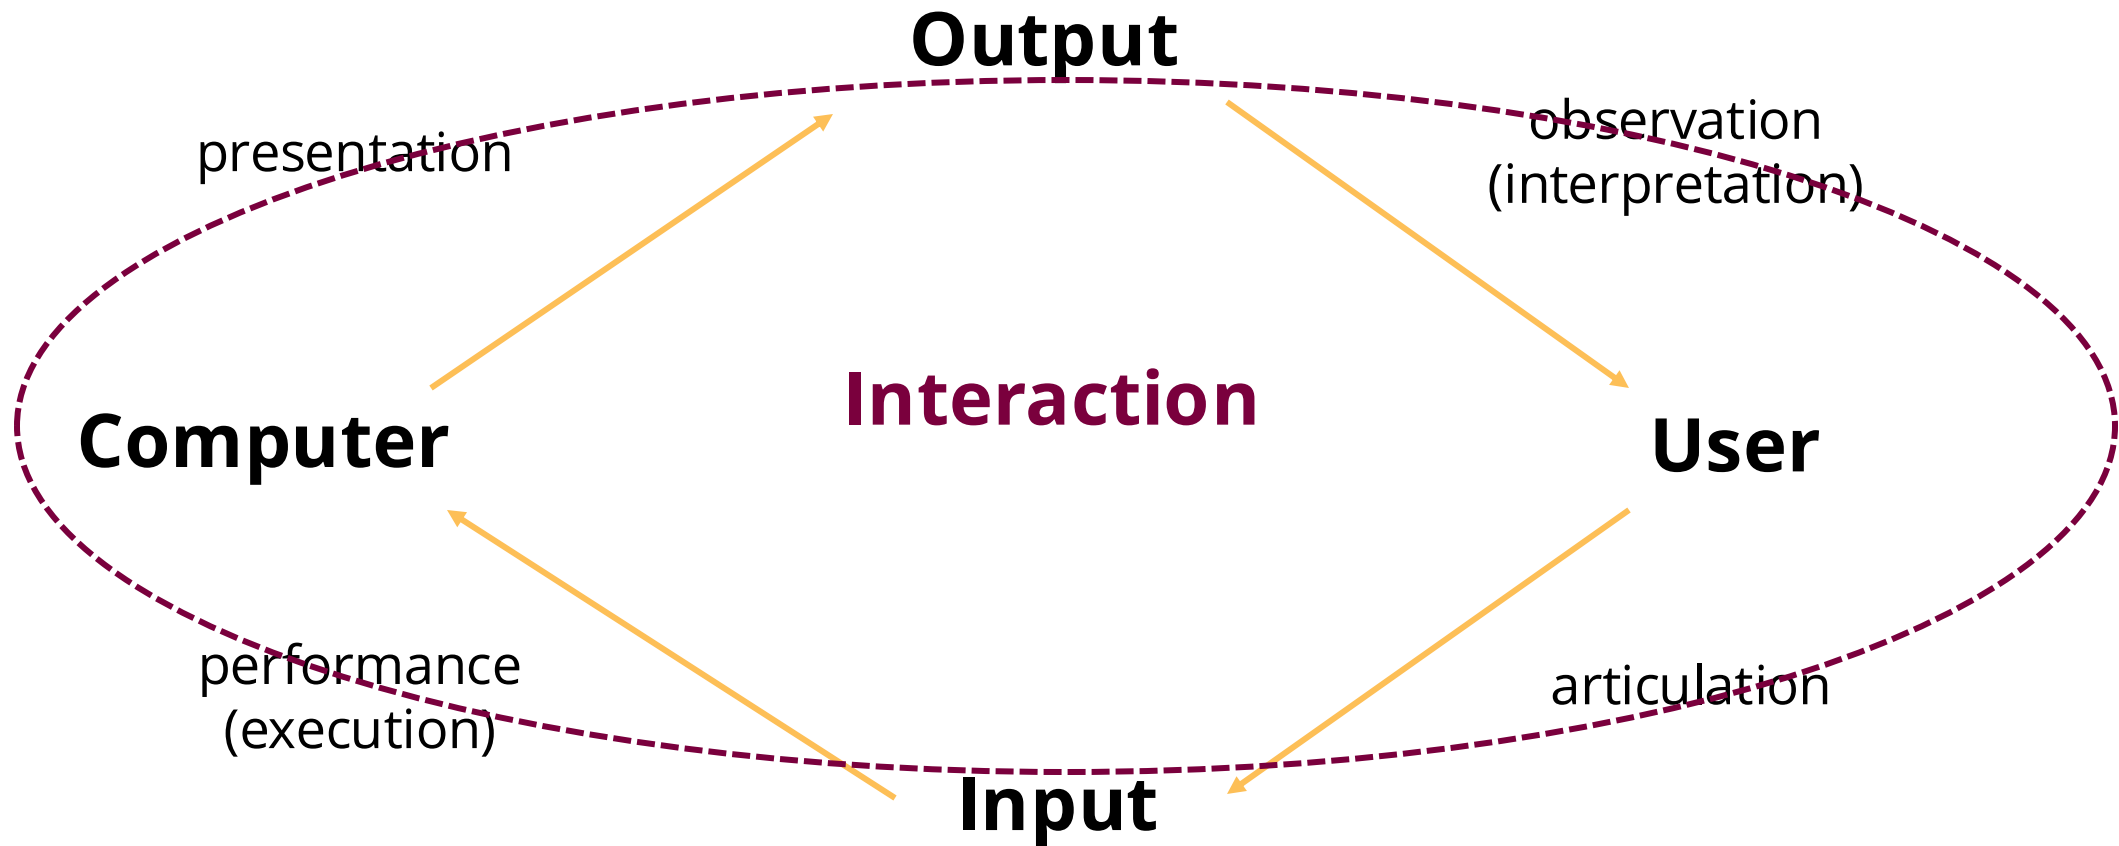 Output
presentation
observation
(interpretation)
Interaction
Computer
User
performance
(execution)
articulation
Input